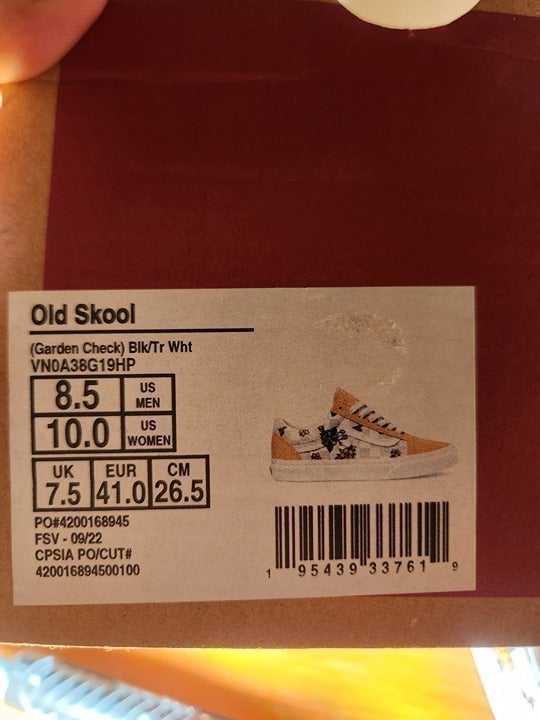 Old Skool
(Garden Check) Blk/Tr Wht
VN0A38G19HP
8.5 US MEN
10.0 US WOMEN
UK EUR CM
7.5 41.0 26.5
PO#4200168945
FSV - 09/22
CPSIA PO/CUT#
420016894500100
1 95439 33761 9